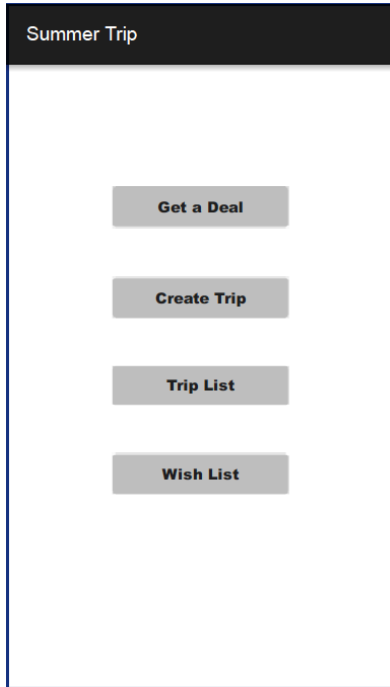 Summer Trip
Get a Deal
Create Trip
Trip List
Wish List